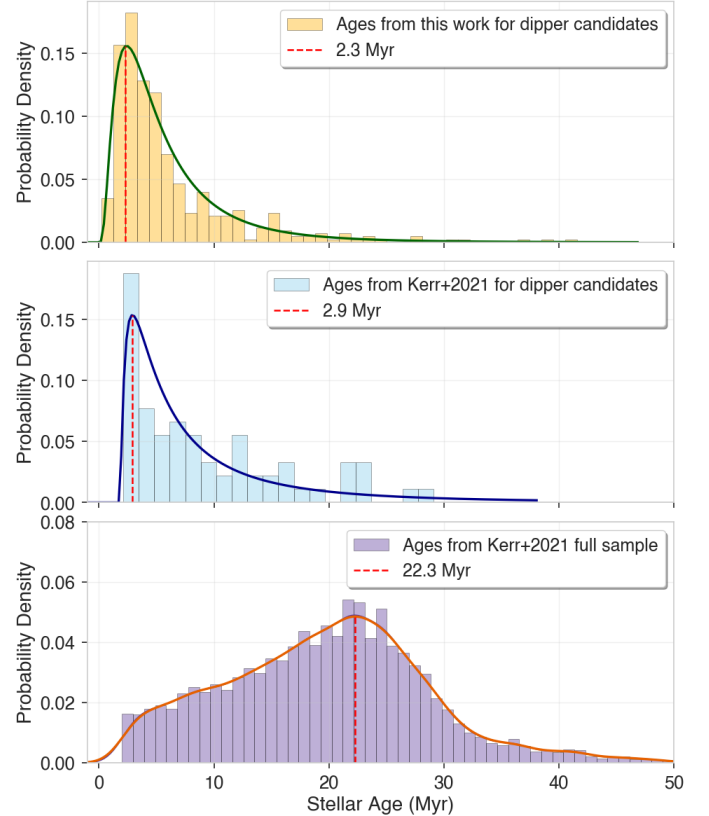 Ages from this work for dipper candidates
2.3 Myr
Probability Density
0.15
0.10
0.05
0.00
Ages from Kerr+2021 for dipper candidates
2.9 Myr
Probability Density
0.15
0.10
0.05
0.00
Ages from Kerr+2021 full sample
22.3 Myr
Probability Density
0.08
0.06
0.04
0.02
0.00
0 10 20 30 40 50
Stellar Age (Myr)